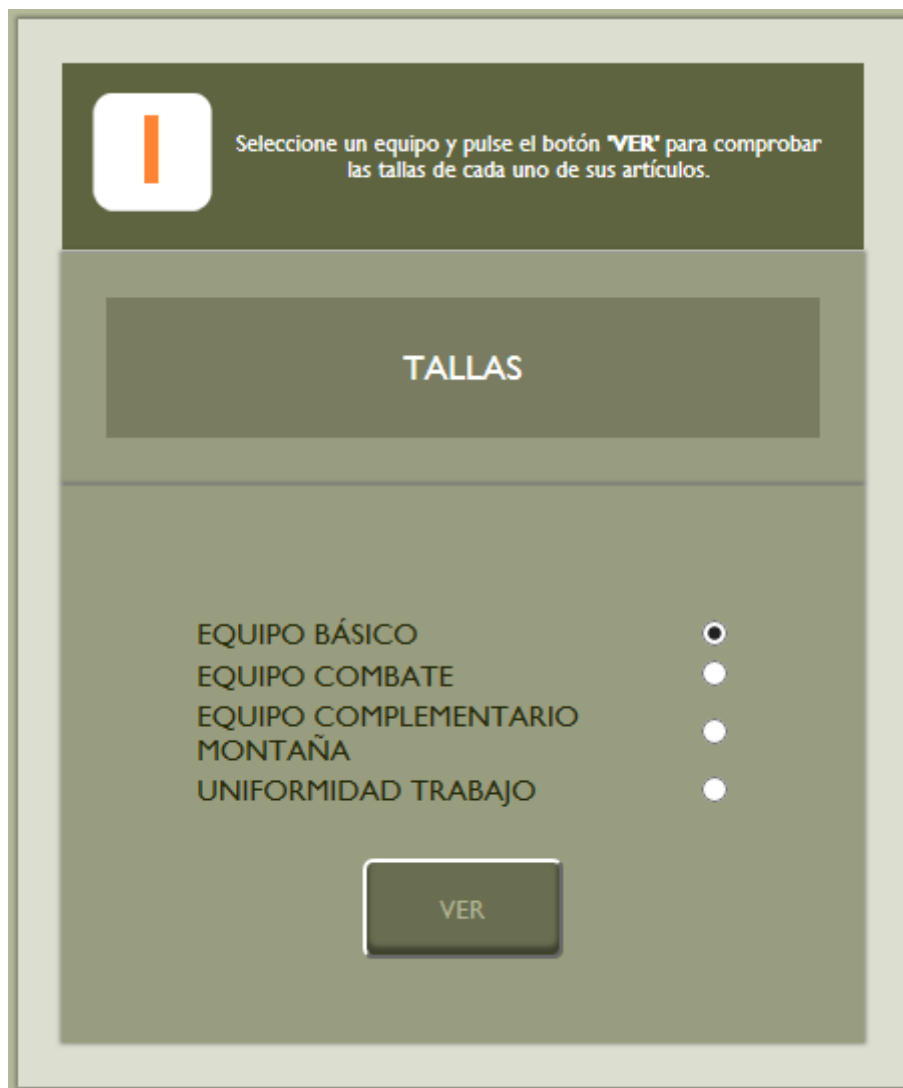 I
Seleccione un equipo y pulse el botón "VER" para comprobar
las tallas de cada uno de sus artículos.
TALLAS
EQUIPO BÁSICO
EQUIPO COMBATE
EQUIPO COMPLEMENTARIO
MONTAÑA
UNIFORMIDAD TRABAJO
VER